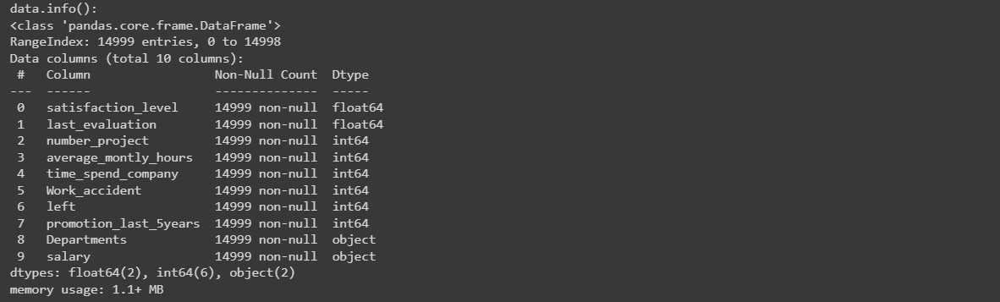 data.info():
<class 'pandas.core.frame.DataFrame'>
RangeIndex: 14999 entries, 0 to 14998
Data columns (total 10 columns):
 #   Column                 Non-Null Count  Dtype
---  ------                 --------------  -----
 0   satisfaction_level     14999 non-null  float64
 1   last_evaluation        14999 non-null  float64
 2   number_project         14999 non-null  int64
 3   average_montly_hours   14999 non-null  int64
 4   time_spend_company     14999 non-null  int64
 5   Work_accident          14999 non-null  int64
 6   left                   14999 non-null  int64
 7   promotion_last_5years  14999 non-null  int64
 8   Departments            14999 non-null  object
 9   salary                 14999 non-null  object
dtypes: float64(2), int64(6), object(2)
memory usage: 1.1+ MB